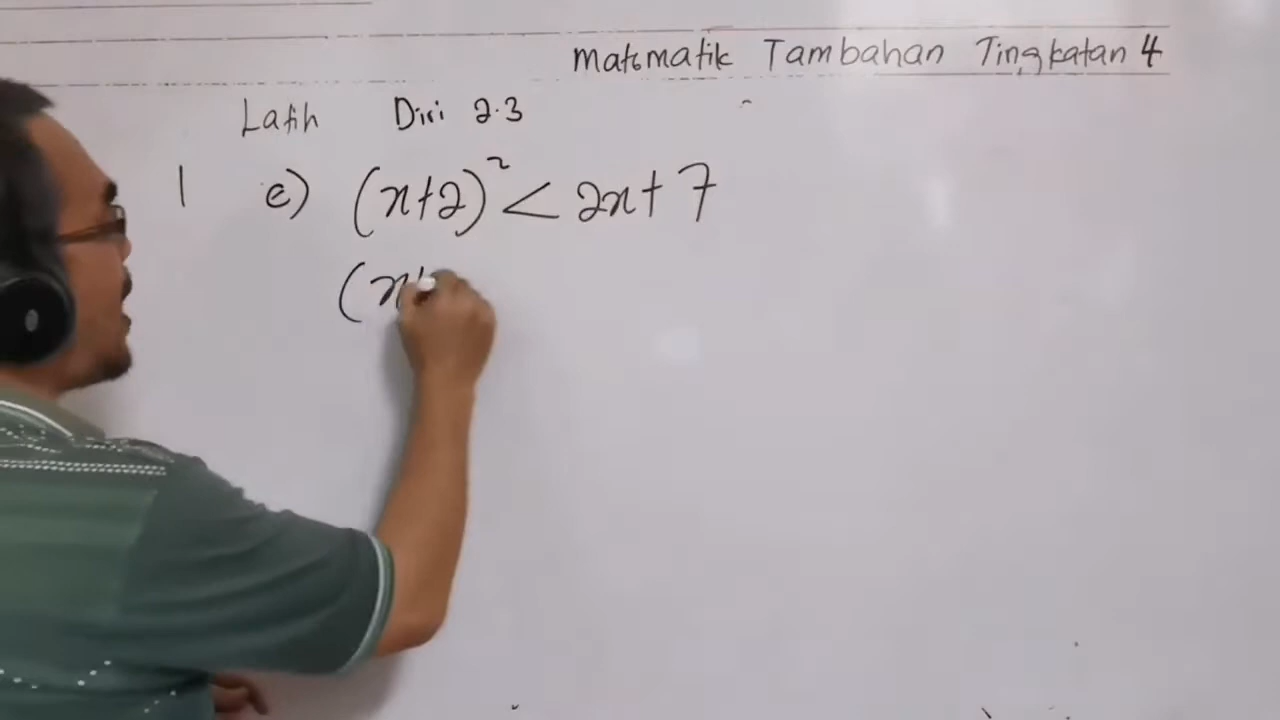 Matematik Tambahan Tingkatan 4
Latih Diri 2.3
1 e) (x+2)² < 2x + 7
(x+